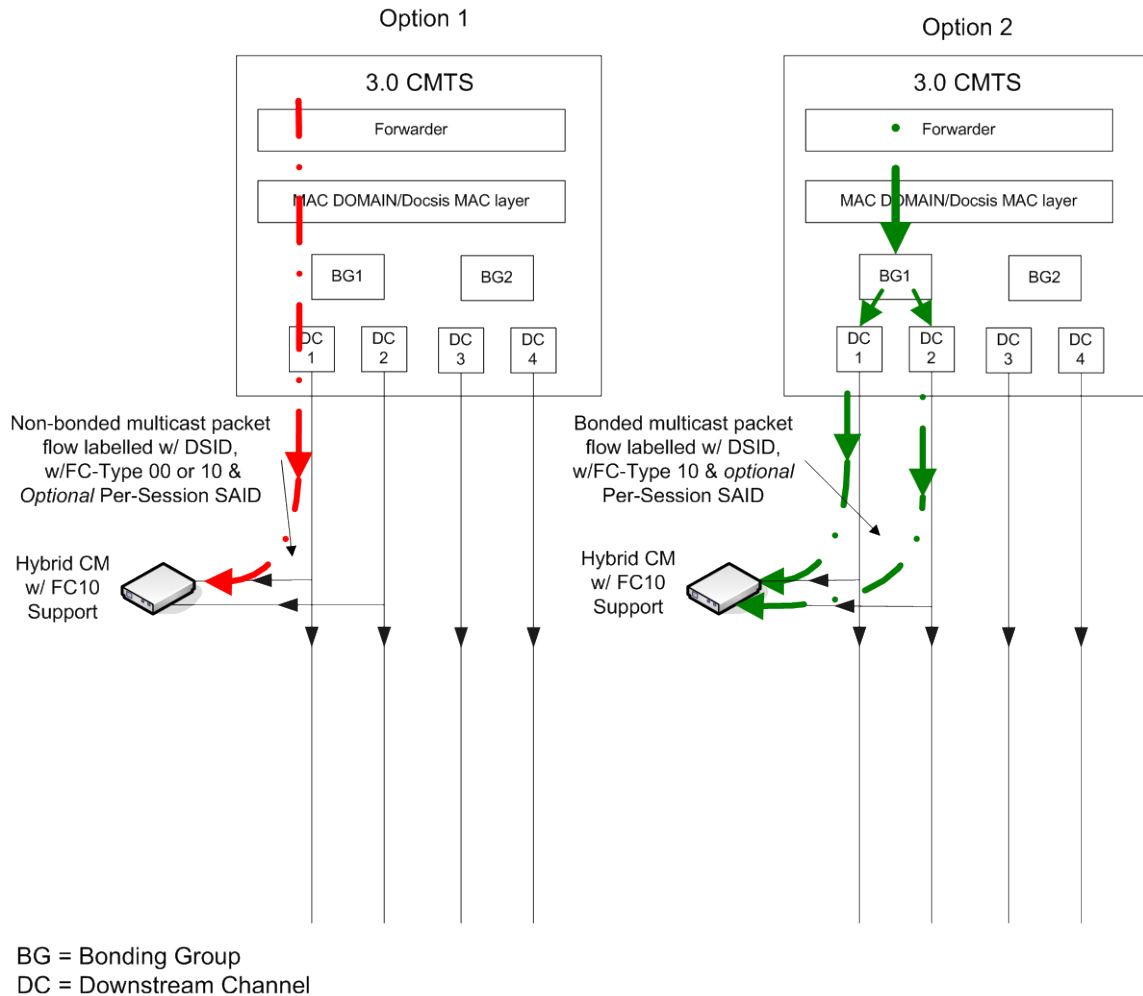 Option 1
3.0 CMTS
Forwarder
MAC DOMAIN/Docsis MAC layer
BG1
BG2
DC
1
DC
2
DC
3
DC
4
Non-bonded multicast packet
flow labelled w/ DSID,
w/FC-Type 00 or 10 &
Optional Per-Session SAID
Hybrid CM
w/ FC10
Support
Option 2
3.0 CMTS
Forwarder
MAC DOMAIN/Docsis MAC layer
BG1
BG2
DC
1
DC
2
DC
3
DC
4
Bonded multicast packet
flow labelled w/ DSID,
w/FC-Type 10 & optional
Per-Session SAID
Hybrid CM
w/ FC10
Support
BG = Bonding Group
DC = Downstream Channel